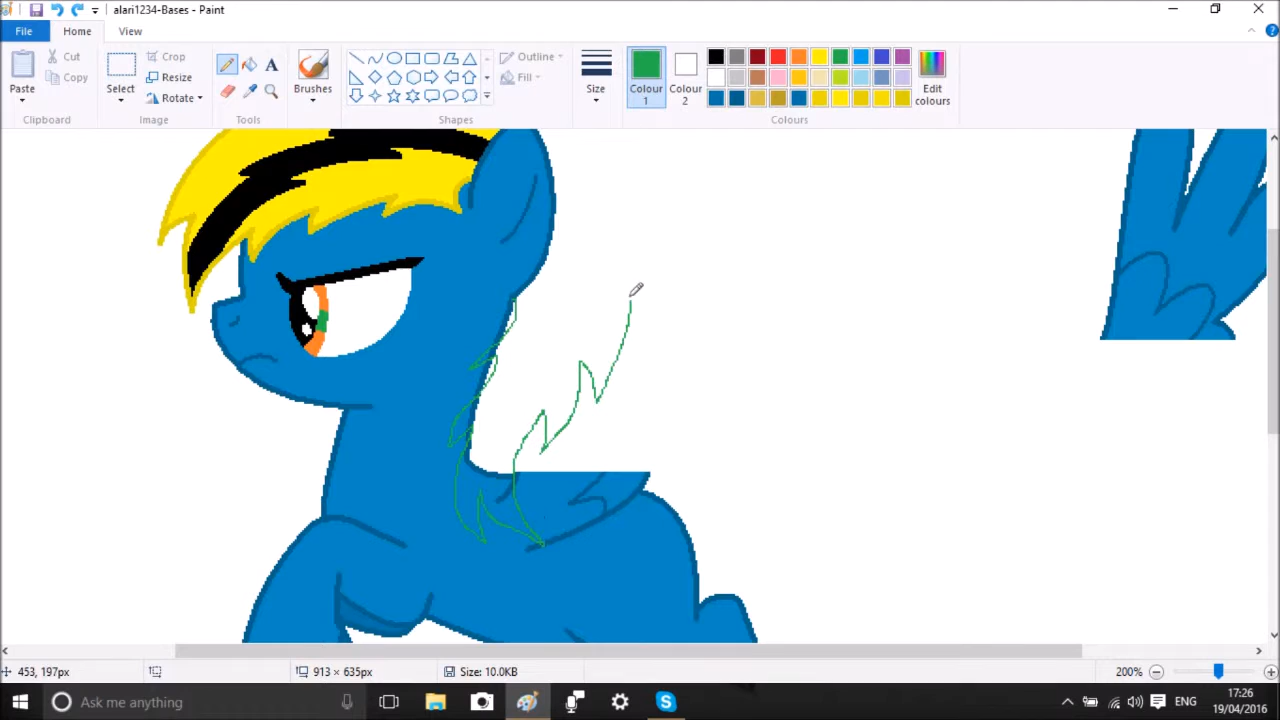 alari1234-Bases - Paint
File Home View
Paste
Cut
Copy
Clipboard
Select
Crop
Resize
Rotate
Image
A
Tools
Brushes
Outline
Fill
Shapes
Size
Colour 1
Colour 2
Edit colours
Colours
453, 197px
913 × 635px
Size: 10.0KB
200%
Ask me anything
ENG
17:26
19/04/2016